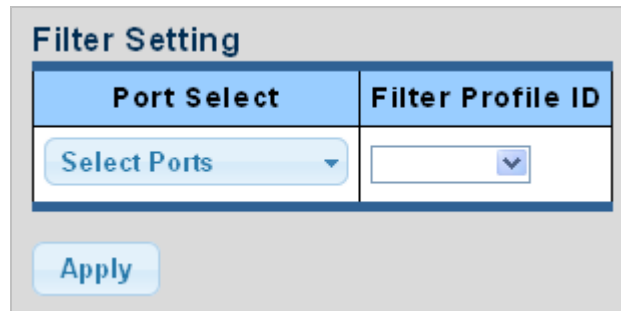 Filter Setting
Port Select Filter Profile ID
Select Ports
Apply